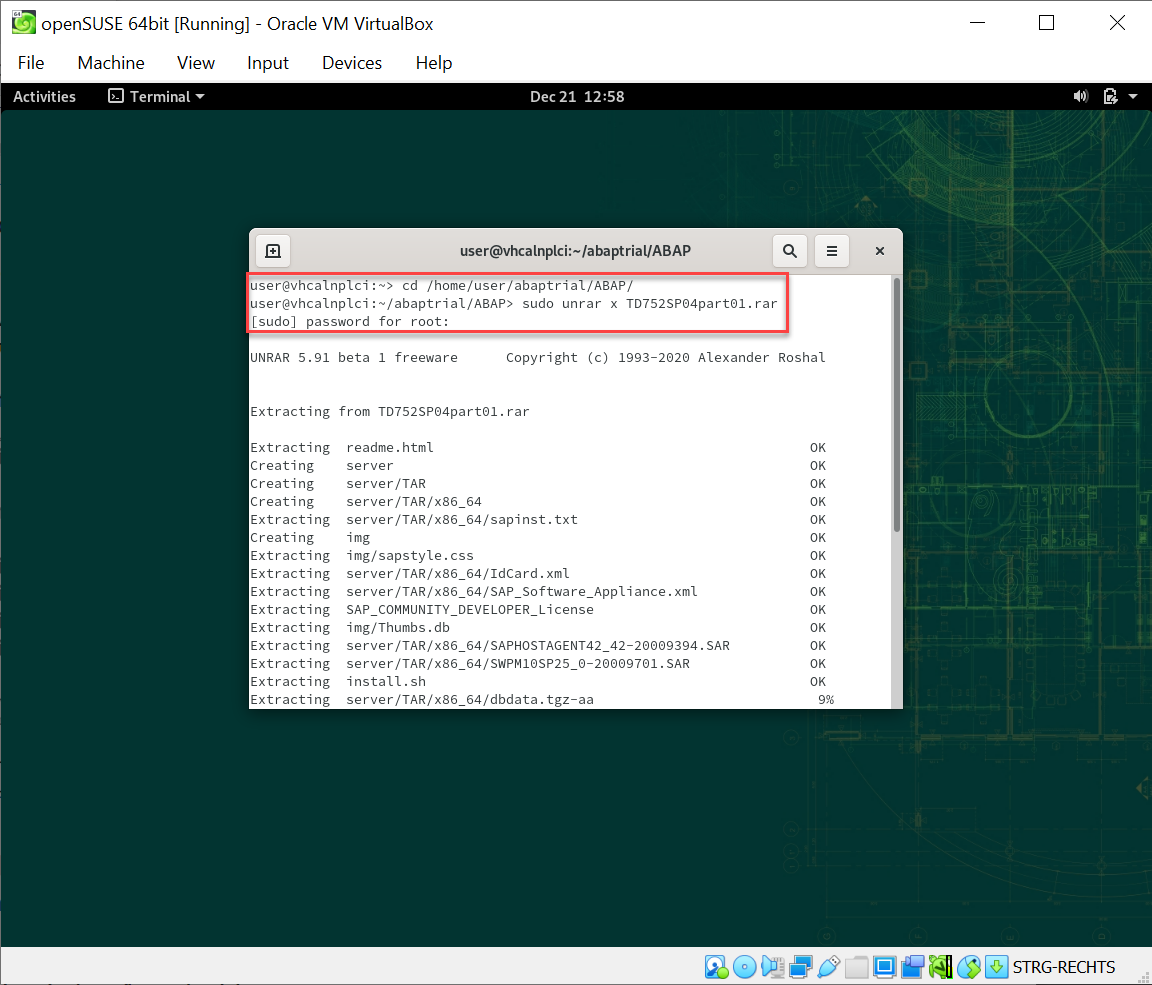 openSUSE 64bit [Running] - Oracle VM VirtualBox
File Machine View Input Devices Help
Activities Terminal Dec 21 12:58
user@vhcalnplci:~/abaptrial/ABAP
user@vhcalnplci:~> cd /home/user/abaptrial/ABAP/
user@vhcalnplci:~/abaptrial/ABAP> sudo unrar x TD752SP04part01.rar
[sudo] password for root:
UNRAR 5.91 beta 1 freeware Copyright (c) 1993-2020 Alexander Roshal
Extracting from TD752SP04part01.rar
Extracting readme.html OK
Creating server OK
Creating server/TAR OK
Creating server/TAR/x86_64 OK
Extracting server/TAR/x86_64/sapinst.txt OK
Creating img OK
Extracting img/sapstyle.css OK
Extracting server/TAR/x86_64/IdCard.xml OK
Extracting server/TAR/x86_64/SAP_Software_Appliance.xml OK
Extracting SAP_COMMUNITY_DEVELOPER_License OK
Extracting img/Thumbs.db OK
Extracting server/TAR/x86_64/SAPHOSTAGENT42_42-20009394.SAR OK
Extracting server/TAR/x86_64/SWPM10SP25_0-20009701.SAR OK
Extracting install.sh OK
Extracting server/TAR/x86_64/dbdata.tgz-aa 9%
STRG-RECHTS